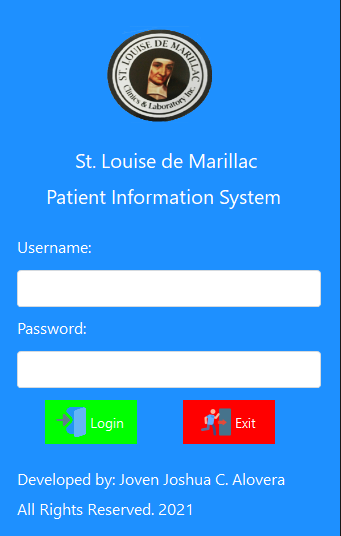 ST. LOUISE DE MARILLAC
Clinics & Laboratory Inc.
St. Louise de Marillac
Patient Information System
Username:
Password:
Login
Exit
Developed by: Joven Joshua C. Alovera
All Rights Reserved. 2021